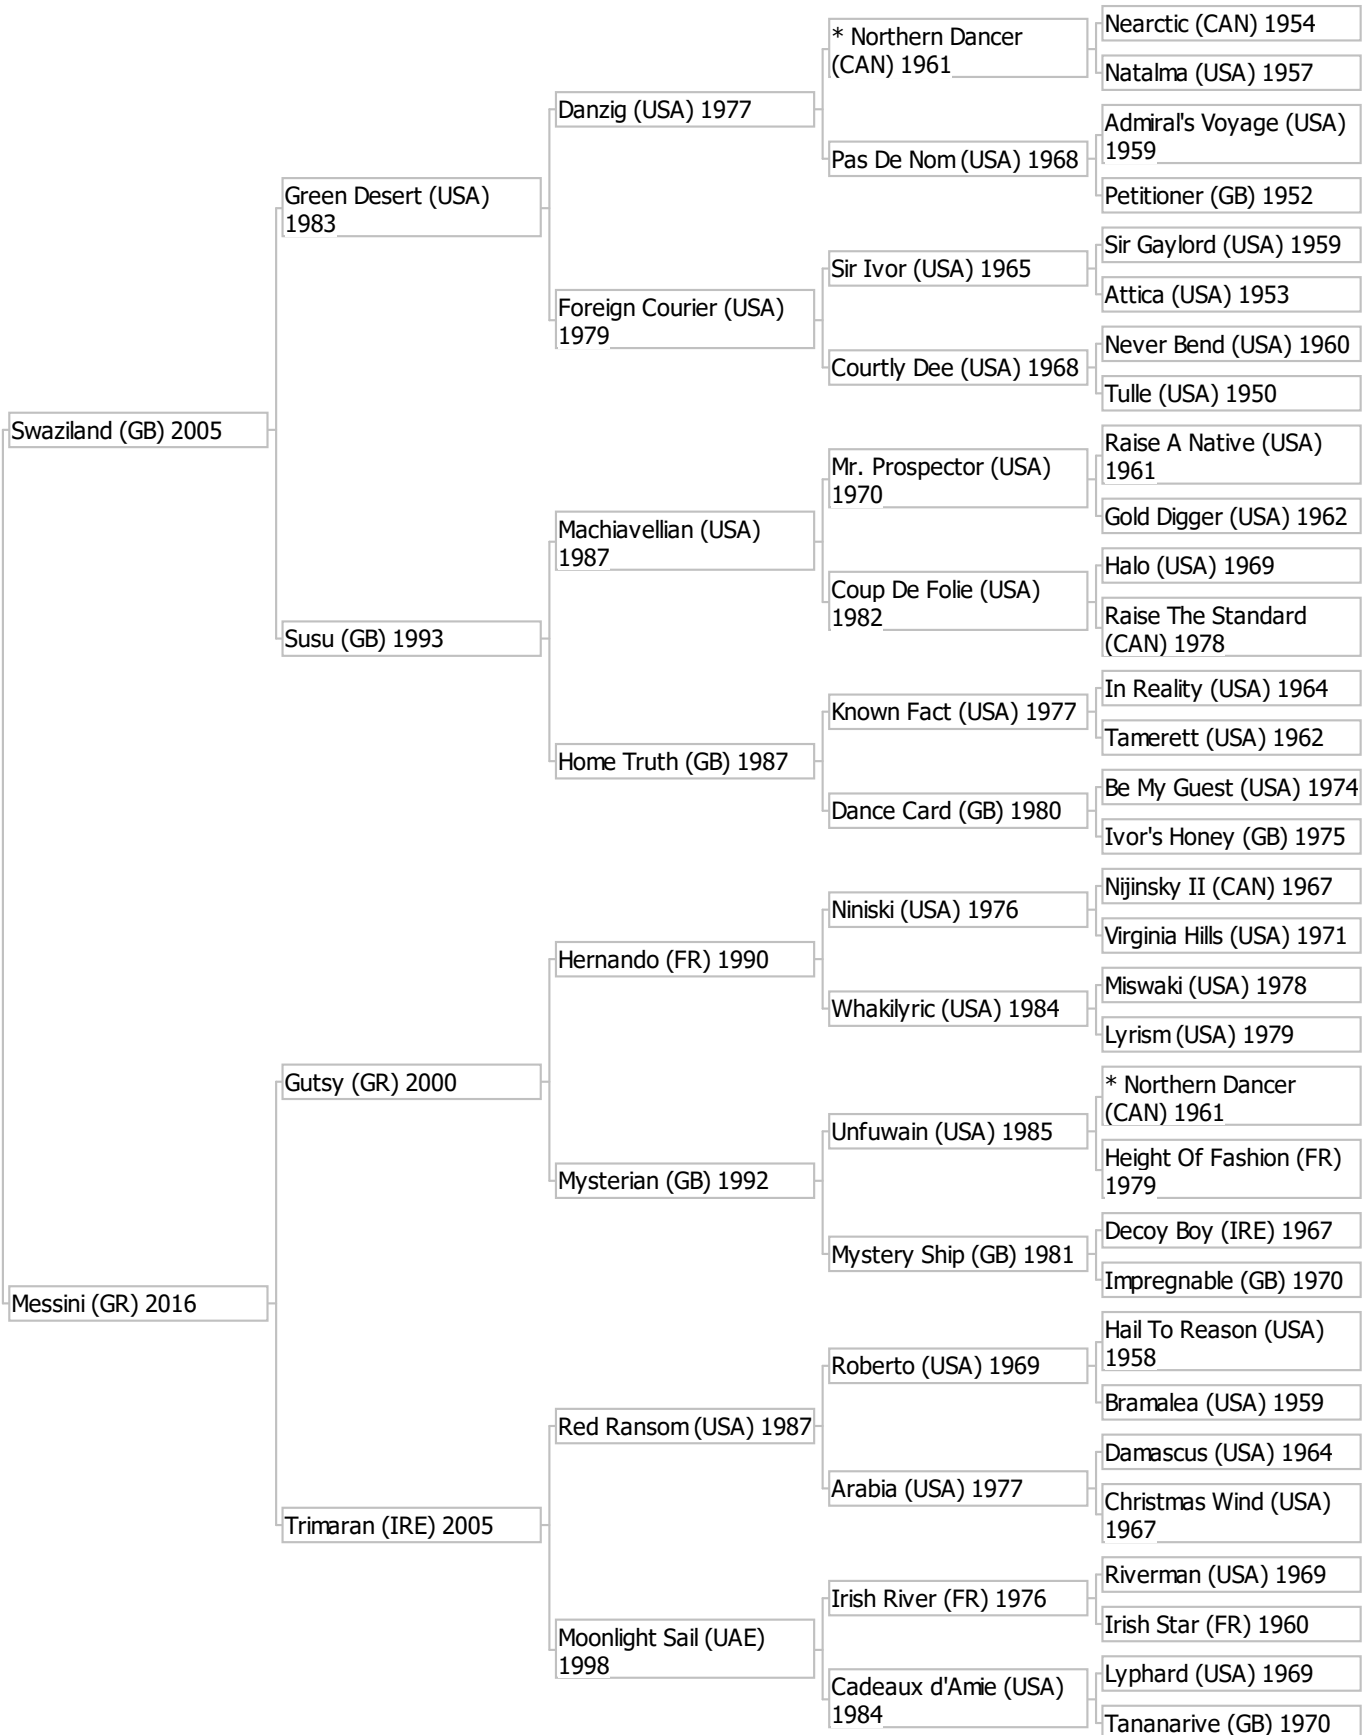 Swaziland (GB) 2005
Messini (GR) 2016
Green Desert (USA)
1983
Susu (GB) 1993
Gutsy (GR) 2000
Trimaran (IRE) 2005
Danzig (USA) 1977
Foreign Courier (USA)
1979
Machiavellian (USA)
1987
Home Truth (GB) 1987
Hernando (FR) 1990
Mysterian (GB) 1992
Red Ransom (USA) 1987
Moonlight Sail (UAE)
1998
* Northern Dancer
(CAN) 1961
Pas De Nom (USA) 1968
Sir Ivor (USA) 1965
Courtly Dee (USA) 1968
Mr. Prospector (USA)
1970
Coup De Folie (USA)
1982
Known Fact (USA) 1977
Dance Card (GB) 1980
Niniski (USA) 1976
Whakilyric (USA) 1984
Unfuwain (USA) 1985
Mystery Ship (GB) 1981
Roberto (USA) 1969
Arabia (USA) 1977
Irish River (FR) 1976
Cadeaux d'Amie (USA)
1984
Nearctic (CAN) 1954
Natalma (USA) 1957
Admiral's Voyage (USA)
1959
Petitioner (GB) 1952
Sir Gaylord (USA) 1959
Attica (USA) 1953
Never Bend (USA) 1960
Tulle (USA) 1950
Raise A Native (USA)
1961
Gold Digger (USA) 1962
Halo (USA) 1969
Raise The Standard
(CAN) 1978
In Reality (USA) 1964
Tamerett (USA) 1962
Be My Guest (USA) 1974
Ivor's Honey (GB) 1975
Nijinsky II (CAN) 1967
Virginia Hills (USA) 1971
Miswaki (USA) 1978
Lyrism (USA) 1979
* Northern Dancer
(CAN) 1961
Height Of Fashion (FR)
1979
Decoy Boy (IRE) 1967
Impregnable (GB) 1970
Hail To Reason (USA)
1958
Bramalea (USA) 1959
Damascus (USA) 1964
Christmas Wind (USA)
1967
Riverman (USA) 1969
Irish Star (FR) 1960
Lyphard (USA) 1969
Tananarive (GB) 1970